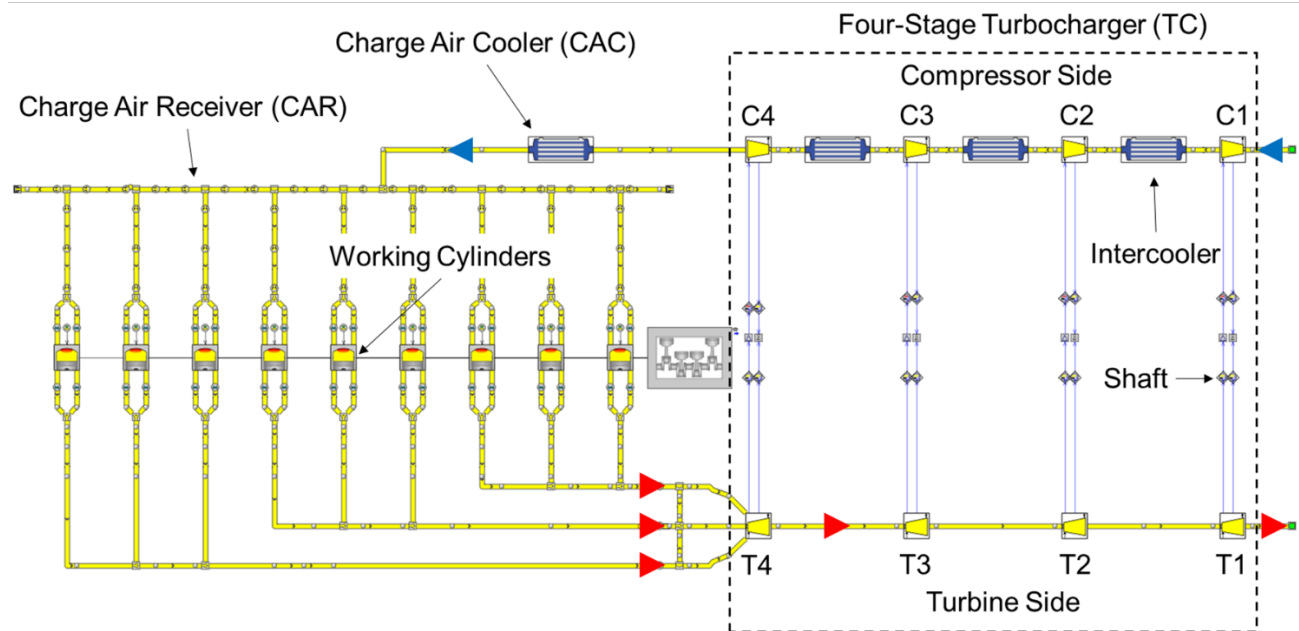 Four-Stage Turbocharger (TC)
Charge Air Cooler (CAC)
Compressor Side
Charge Air Receiver (CAR)
C4
C3
C2
C1
Working Cylinders
Intercooler
Shaft
T4
T3
T2
T1
Turbine Side